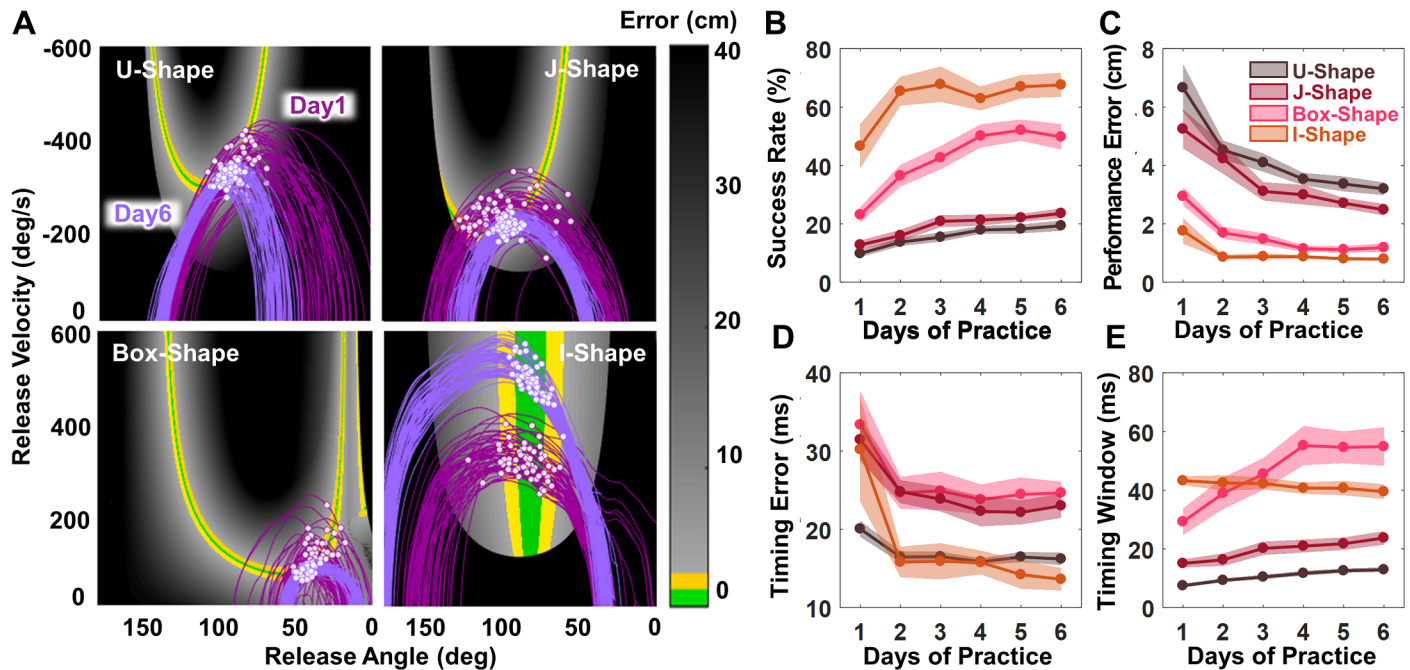 A
Error (cm)
40
30
20
10
0
Release Velocity (deg/s)
-600
-400
-200
0
U-Shape
Day1
Day6
J-Shape
600
400
200
0
Box-Shape
I-Shape
150 100 50 0
150 100 50 0
Release Angle (deg)
B
Success Rate (%)
80
60
40
20
0
1 2 3 4 5 6
Days of Practice
C
Performance Error (cm)
8
6
4
2
0
U-Shape
J-Shape
Box-Shape
I-Shape
1 2 3 4 5 6
Days of Practice
D
Timing Error (ms)
40
30
20
10
1 2 3 4 5 6
Days of Practice
E
Timing Window (ms)
80
60
40
20
0
1 2 3 4 5 6
Days of Practice